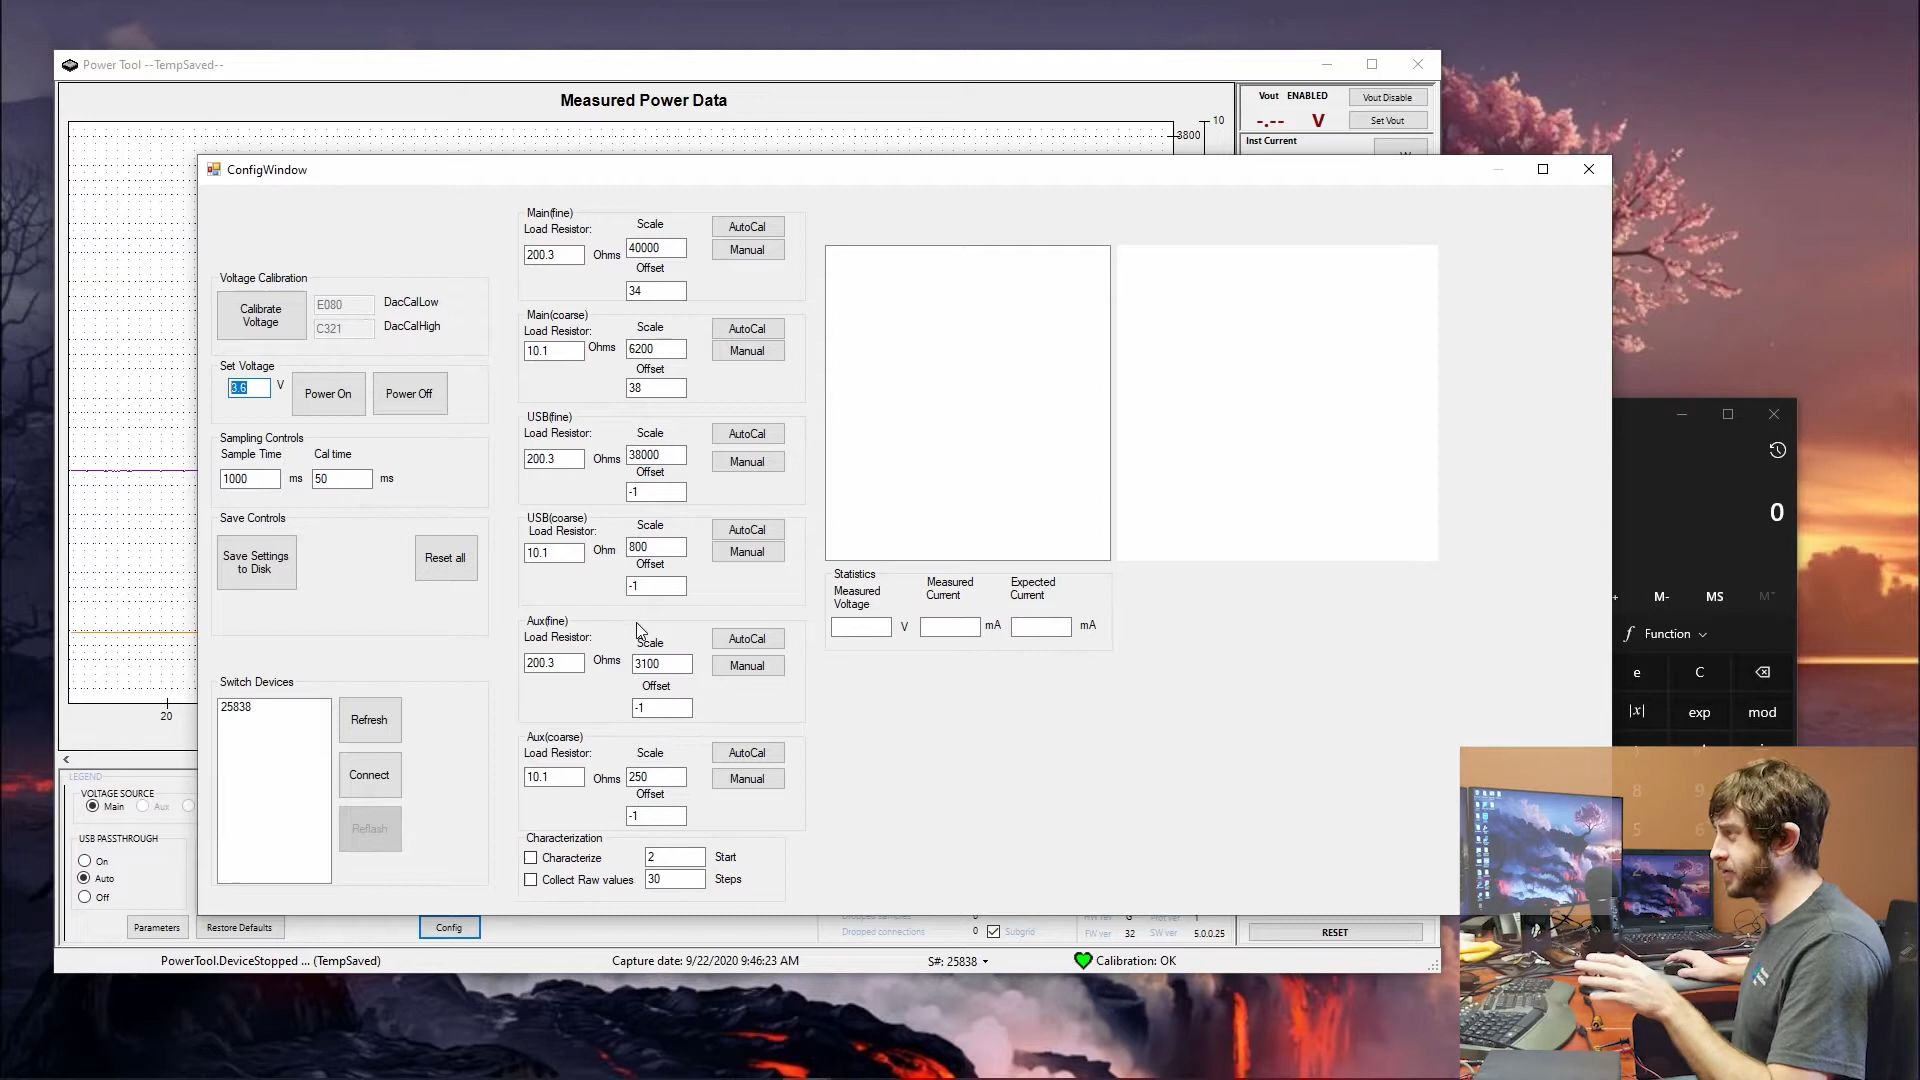 Power Tool --TempSaved--
Measured Power Data
3800
10
Vout ENABLED
Vout Disable
-.-- V
Set Vout
Inst Current
ConfigWindow
Voltage Calibration
Calibrate
Voltage
E080
DacCalLow
C321
DacCalHigh
Set Voltage
3.6 V
Power On
Power Off
Sampling Controls
Sample Time
Cal time
1000 ms
50 ms
Save Controls
Save Settings
to Disk
Reset all
Switch Devices
25838
Refresh
Connect
Reflash
Main(fine)
Load Resistor:
200.3 Ohms
Scale
40000
Offset
34
AutoCal
Manual
Main(coarse)
Load Resistor:
10.1 Ohms
Scale
6200
Offset
38
AutoCal
Manual
USB(fine)
Load Resistor:
200.3 Ohms
Scale
38000
Offset
-1
AutoCal
Manual
USB(coarse)
Load Resistor:
10.1 Ohm
Scale
800
Offset
-1
AutoCal
Manual
Aux(fine)
Load Resistor:
200.3 Ohms
Scale
3100
Offset
-1
AutoCal
Manual
Aux(coarse)
Load Resistor:
10.1 Ohms
Scale
250
Offset
-1
AutoCal
Manual
Characterization
Characterize
2 Start
Collect Raw values
30 Steps
Statistics
Measured
Voltage
Measured
Current
Expected
Current
V
mA
mA
20
LEGEND
VOLTAGE SOURCE
Main
Aux
USB PASSTHROUGH
On
Auto
Off
Parameters
Restore Defaults
Config
Dropped connections 0
Subgrid
FW ver 32
SW ver 5.0.0.25
RESET
PowerTool.DeviceStopped ... (TempSaved)
Capture date: 9/22/2020 9:46:23 AM
S#: 25838
Calibration: OK
0
M-
MS
Function
e
C
|x|
exp
mod